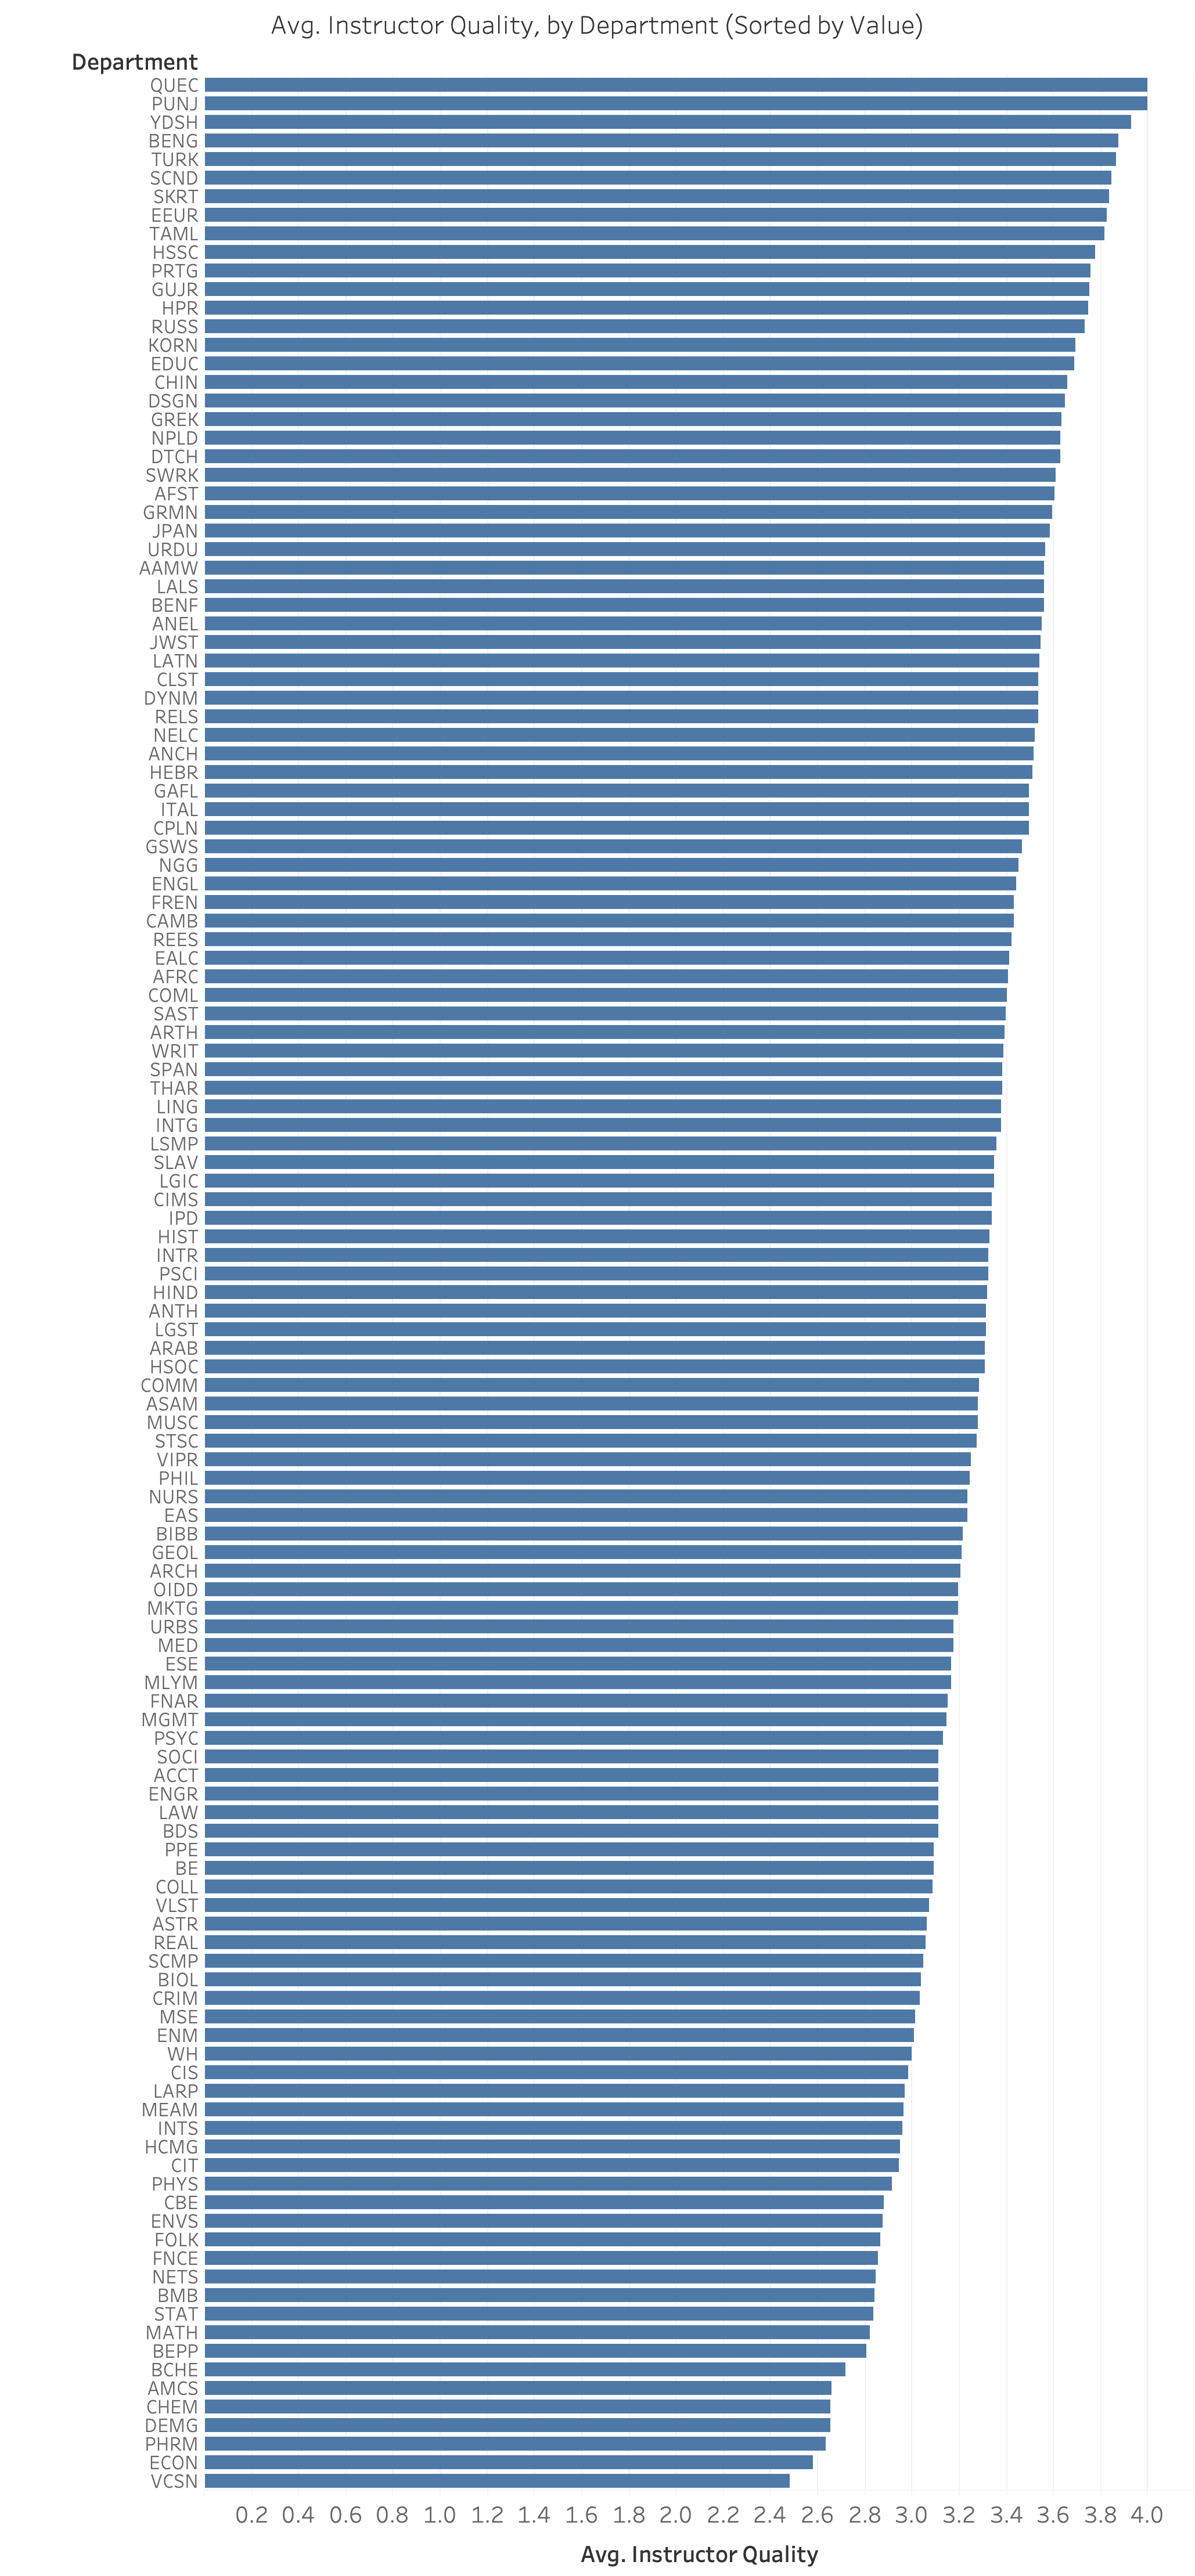 Avg. Instructor Quality, by Department (Sorted by Value)
Department
QUEC
PUNJ
YDSH
BENG
TURK
SCND
SKRT
EEUR
TAML
HSSC
PRTG
GUJR
HPR
RUSS
KORN
EDUC
CHIN
DSGN
GREK
NPLD
DTCH
SWRK
AFST
GRMN
JPAN
URDU
AAMW
LALS
BENF
ANEL
JWST
LATN
CLST
DYNM
RELS
NELC
ANCH
HEBR
GAFL
ITAL
CPLN
GSWS
NGG
ENGL
FREN
CAMB
REES
EALC
AFRC
COML
SAST
ARTH
WRIT
SPAN
THAR
LING
INTG
LSMP
SLAV
LGIC
CIMS
IPD
HIST
INTR
PSCI
HIND
ANTH
LGST
ARAB
HSOC
COMM
ASAM
MUSC
STSC
VIPR
PHIL
NURS
EAS
BIBB
GEOL
ARCH
OIDD
MKTG
URBS
MED
ESE
MLYM
FNAR
MGMT
PSYC
SOCI
ACCT
ENGR
LAW
BDS
PPE
BE
COLL
VLST
ASTR
REAL
SCMP
BIOL
CRIM
MSE
ENM
WH
CIS
LARP
MEAM
INTS
HCMG
CIT
PHYS
CBE
ENVS
FOLK
FNCE
NETS
BMB
STAT
MATH
BEPP
BCHE
AMCS
CHEM
DEMG
PHRM
ECON
VCSN
0.2 0.4 0.6 0.8 1.0 1.2 1.4 1.6 1.8 2.0 2.2 2.4 2.6 2.8 3.0 3.2 3.4 3.6 3.8 4.0
Avg. Instructor Quality